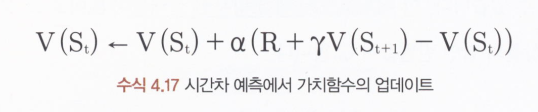 V(Sₜ) ← V(Sₜ) + α(R + γV(Sₜ₊₁) − V(Sₜ))
수식 4.17 시간차 예측에서 가치함수의 업데이트